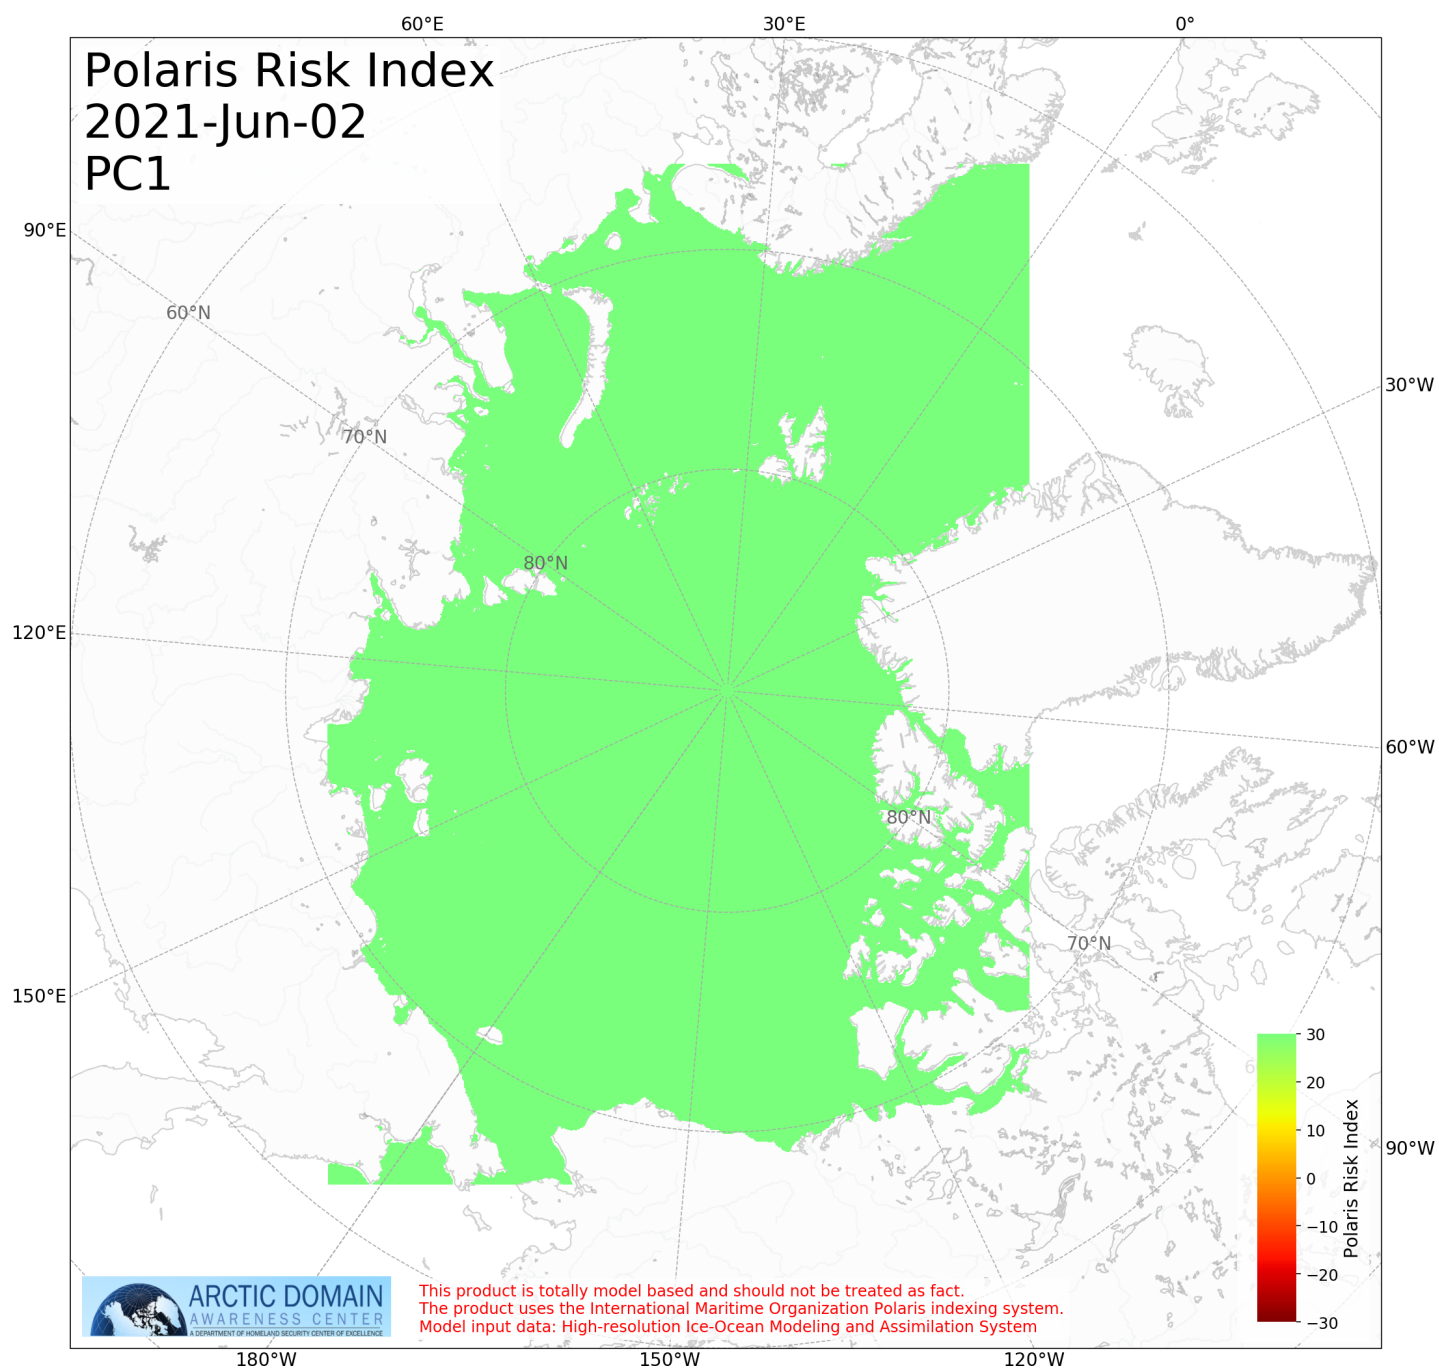 60°E
30°E
0°
Polaris Risk Index
2021-Jun-02
PC1
90°E
60°N
30°W
70°N
80°N
120°E
60°W
80°N
70°N
150°E
30
20
10
0
−10
−20
−30
Polaris Risk Index
90°W
ARCTIC DOMAIN
AWARENESS CENTER
A DEPARTMENT OF HOMELAND SECURITY CENTER OF EXCELLENCE
This product is totally model based and should not be treated as fact.
The product uses the International Maritime Organization Polaris indexing system.
Model input data: High-resolution Ice-Ocean Modeling and Assimilation System
180°W
150°W
120°W